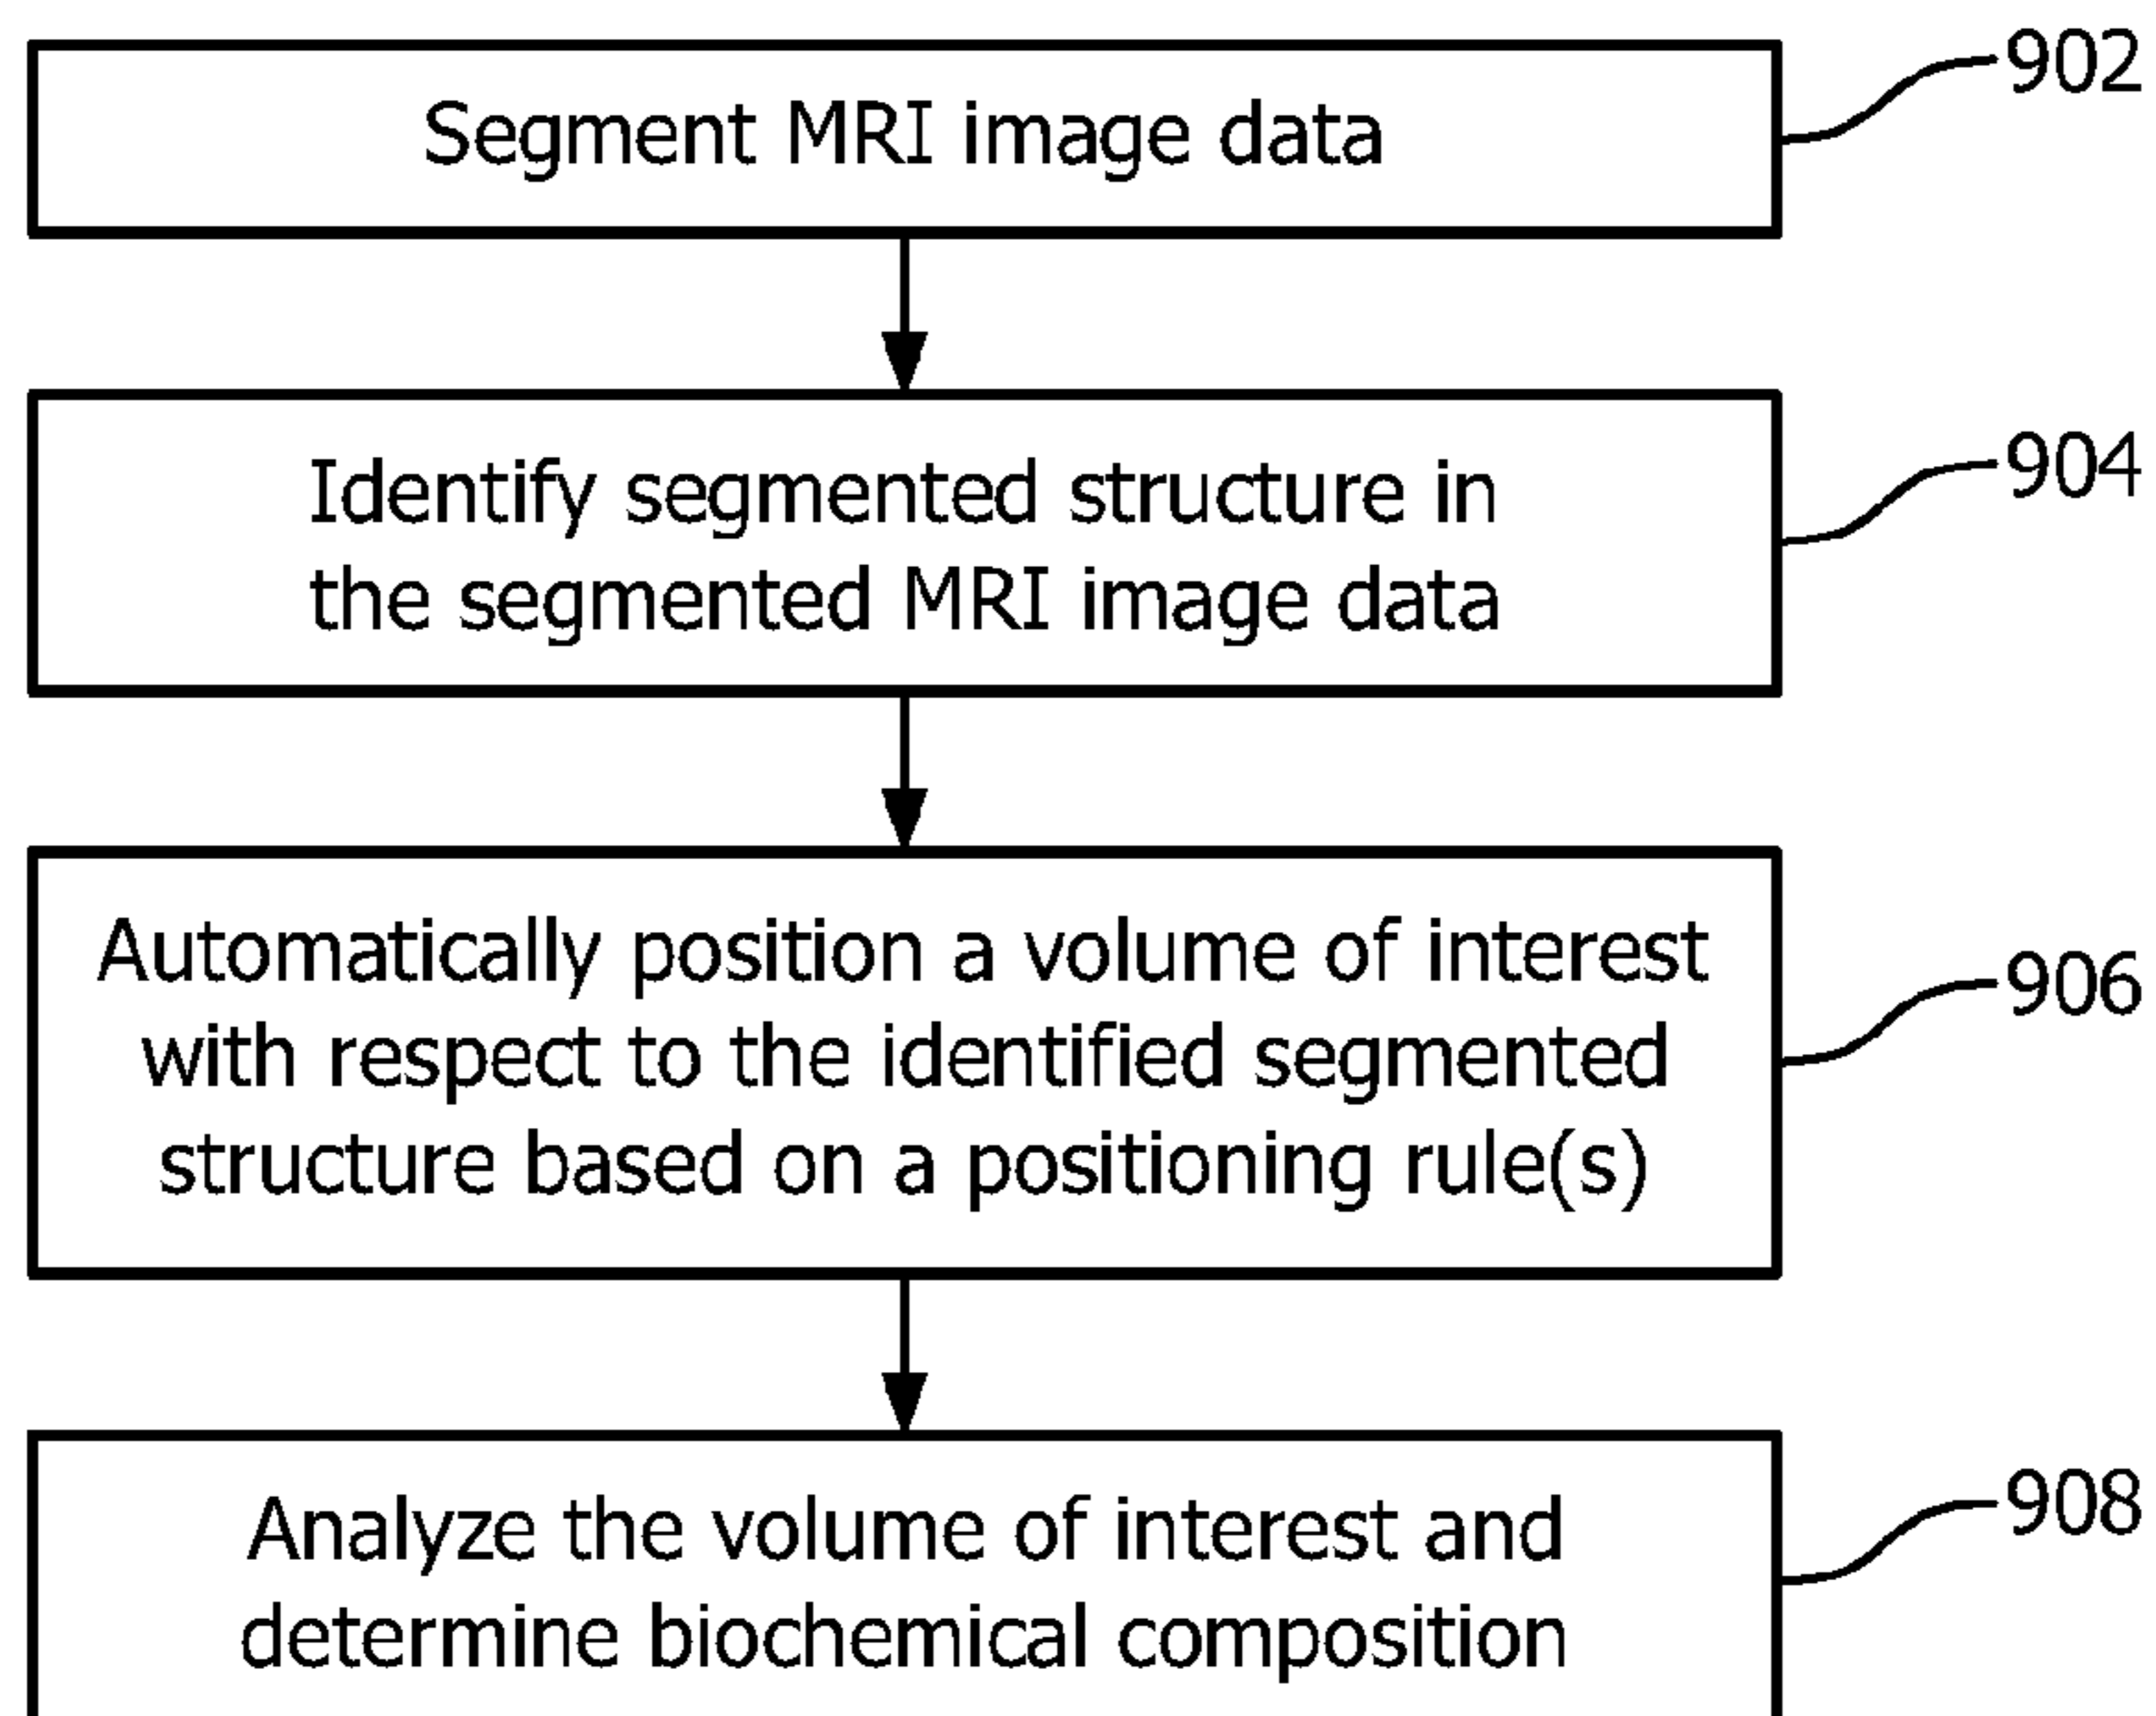 902
Segment MRI image data
904
Identify segmented structure in
the segmented MRI image data
906
Automatically position a volume of interest
with respect to the identified segmented
structure based on a positioning rule(s)
908
Analyze the volume of interest and
determine biochemical composition